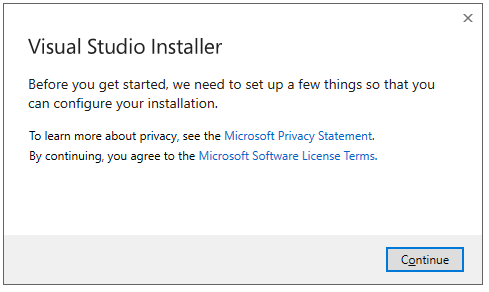 Visual Studio Installer
Before you get started, we need to set up a few things so that you
can configure your installation.
To learn more about privacy, see the Microsoft Privacy Statement.
By continuing, you agree to the Microsoft Software License Terms.
Continue